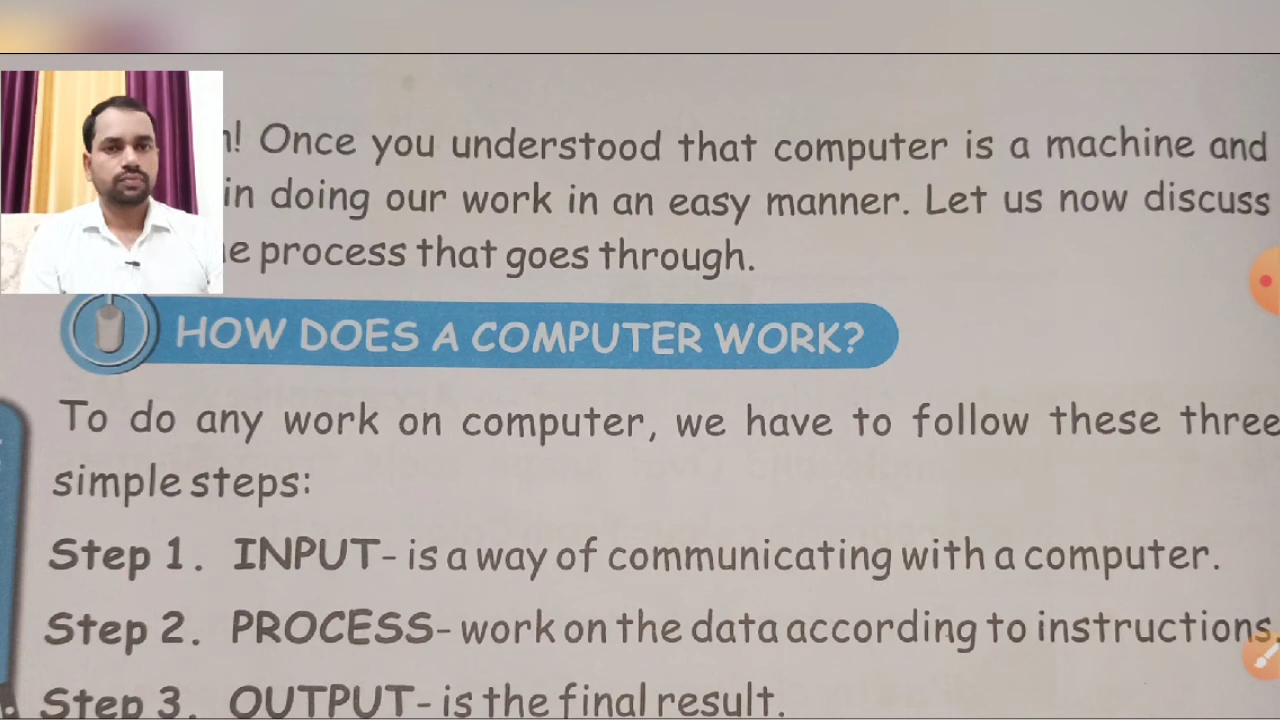 Once you understood that computer is a machine and
in doing our work in an easy manner. Let us now discuss
process that goes through.
HOW DOES A COMPUTER WORK?
To do any work on computer, we have to follow these three
simple steps:
Step 1. INPUT- is a way of communicating with a computer.
Step 2. PROCESS- work on the data according to instructions.
Step 3. OUTPUT- is the final result.